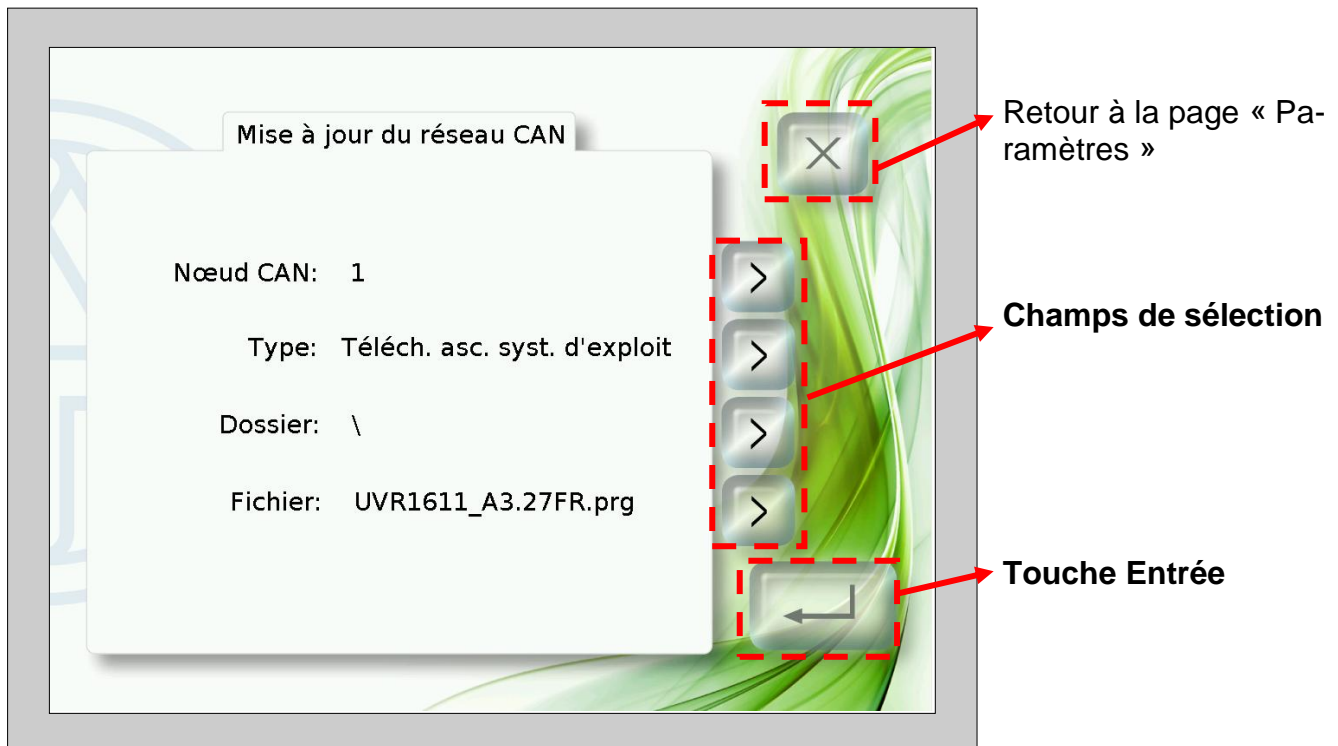 Mise à jour du réseau CAN
Nœud CAN: 1
Type: Téléch. asc. syst. d'exploit
Dossier: \
Fichier: UVR1611_A3.27FR.prg
Retour à la page « Pa-
ramètres »
Champs de sélection
Touche Entrée